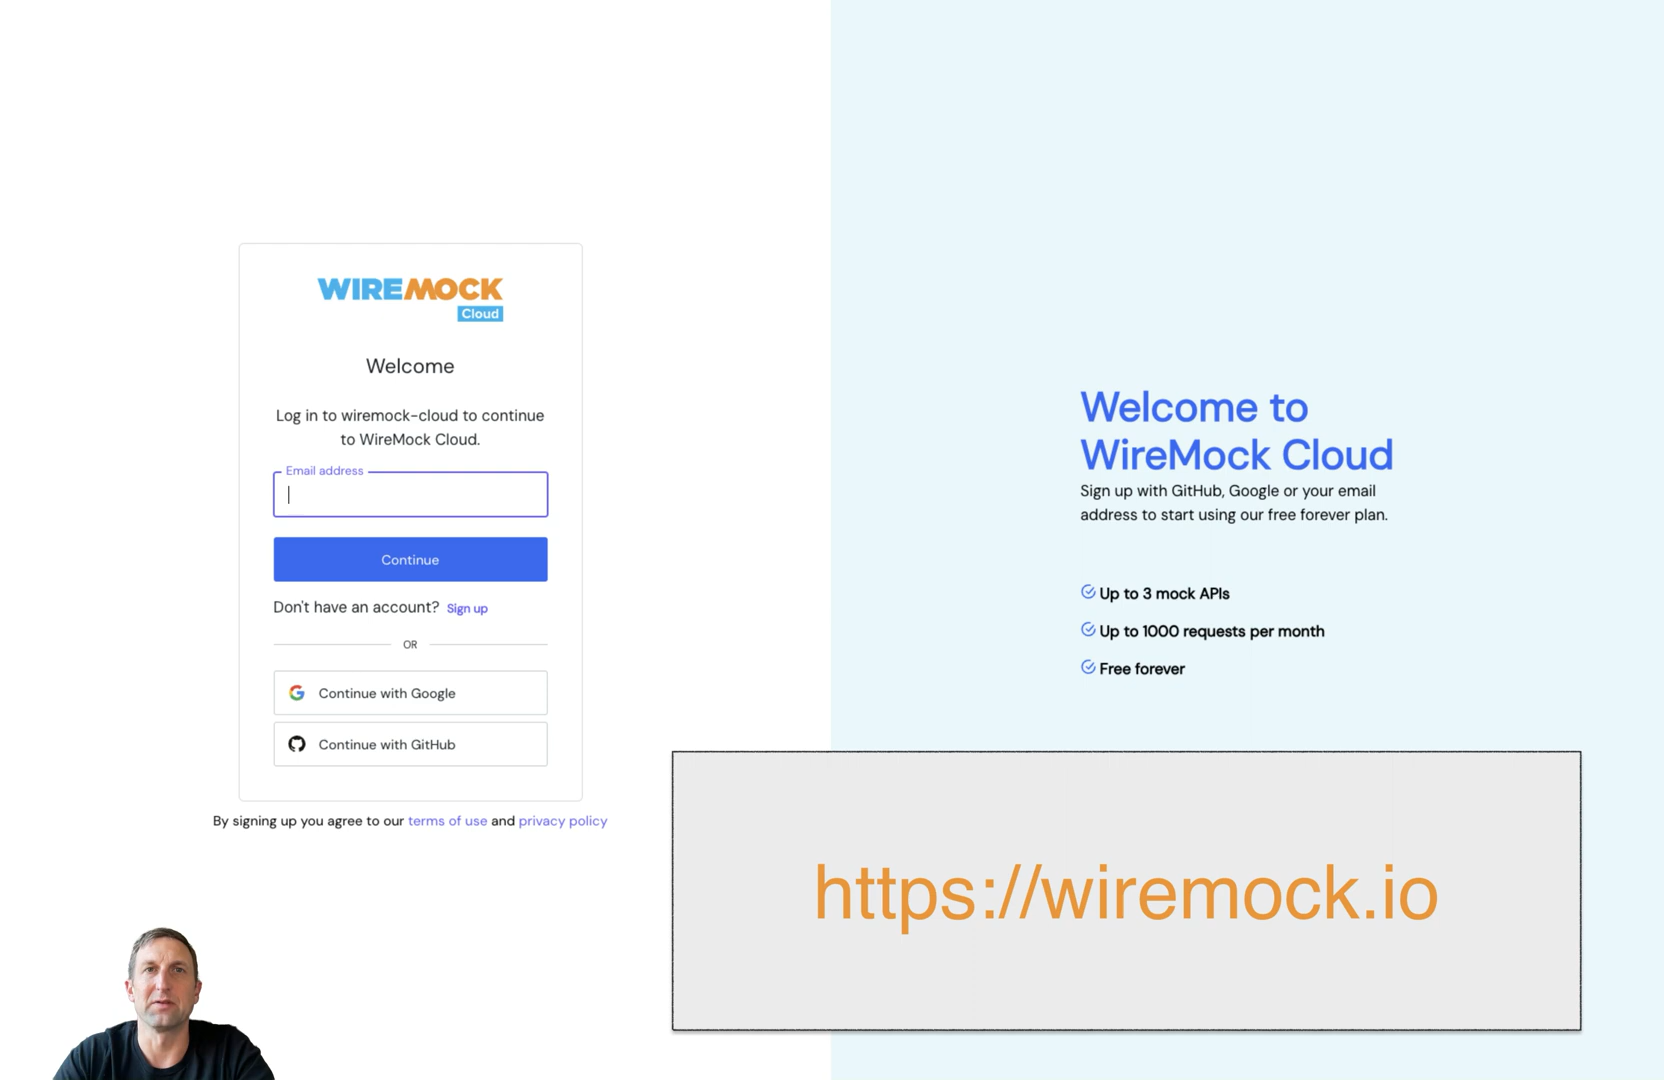 WIREMOCK
Cloud
Welcome
Log in to wiremock-cloud to continue
to WireMock Cloud.
Email address
Continue
Don't have an account? Sign up
OR
Continue with Google
Continue with GitHub
By signing up you agree to our terms of use and privacy policy
Welcome to
WireMock Cloud
Sign up with GitHub, Google or your email
address to start using our free forever plan.
Up to 3 mock APIs
Up to 1000 requests per month
Free forever
https://wiremock.io